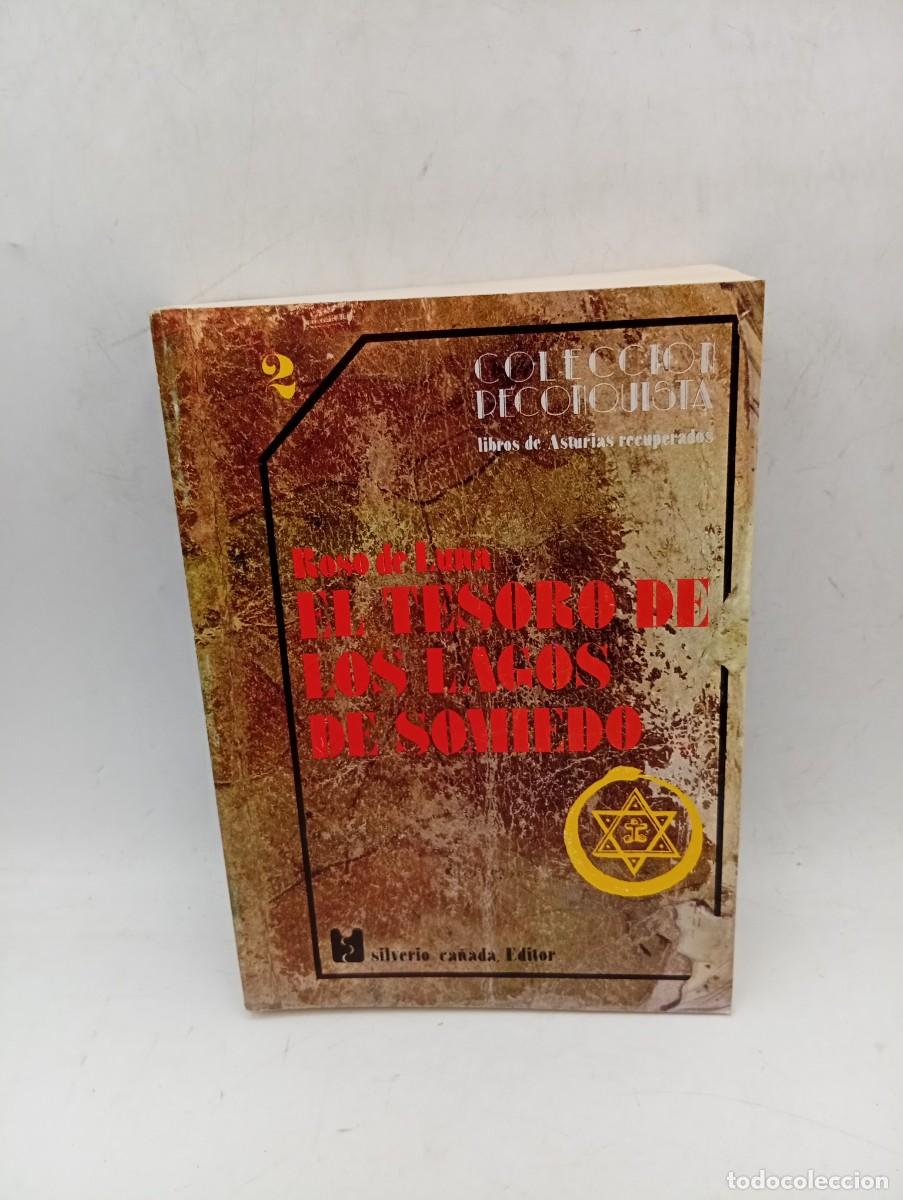 2
COLECCION
RECONQUISTA
libros de Asturias recuperados
Roso de Luna
EL TESORO DE
LOS LAGOS
DE SOMIEDO
silverio cañada, Editor
todocoleccion